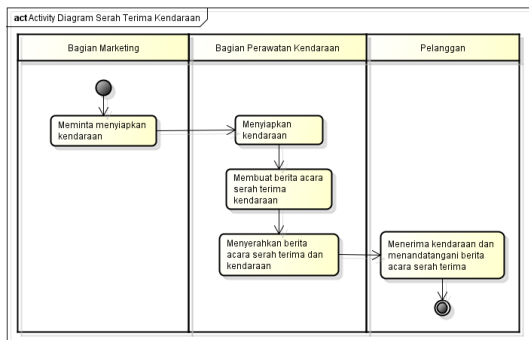 act Activity Diagram Serah Terima Kendaraan
Bagian Marketing
Bagian Perawatan Kendaraan
Pelanggan
Meminta menyiapkan
kendaraan
Menyiapkan
kendaraan
Membuat berita acara
serah terima
kendaraan
Menyerahkan berita
acara serah terima dan
kendaraan
Menerima kendaraan dan
menandatangani berita
acara serah terima